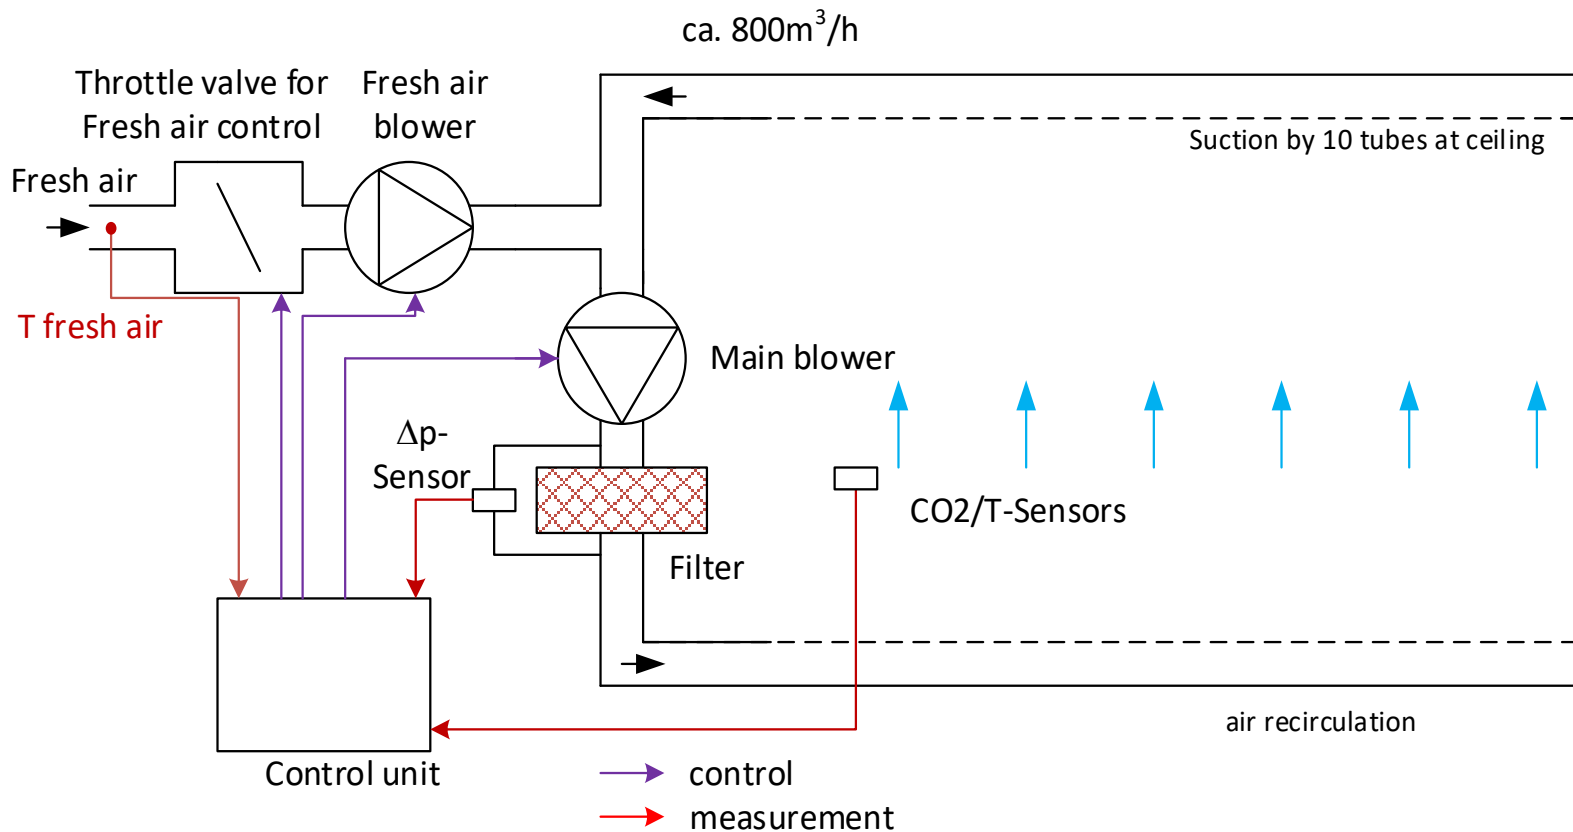 ca. 800m³/h
Throttle valve for
Fresh air control
Fresh air
blower
Suction by 10 tubes at ceiling
Fresh air
T fresh air
Main blower
Δp-
Sensor
CO2/T-Sensors
Filter
air recirculation
Control unit
control
measurement